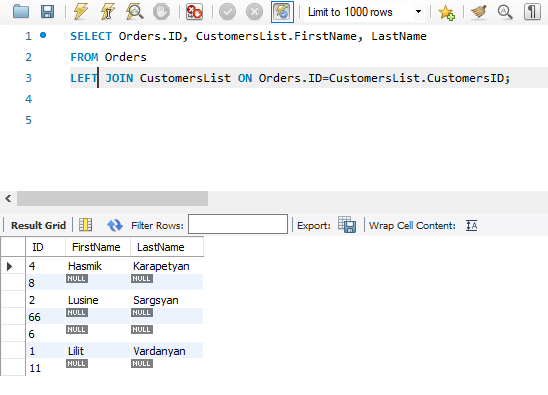 Limit to 1000 rows
1 SELECT Orders.ID, CustomersList.FirstName, LastName
2 FROM Orders
3 LEFT JOIN CustomersList ON Orders.ID=CustomersList.CustomersID;
4
5
Result Grid Filter Rows: Export: Wrap Cell Content: IA
ID FirstName LastName
4 Hasmik Karapetyan
8 NULL NULL
2 Lusine Sargsyan
66 NULL NULL
6 NULL NULL
1 Lilit Vardanyan
11 NULL NULL